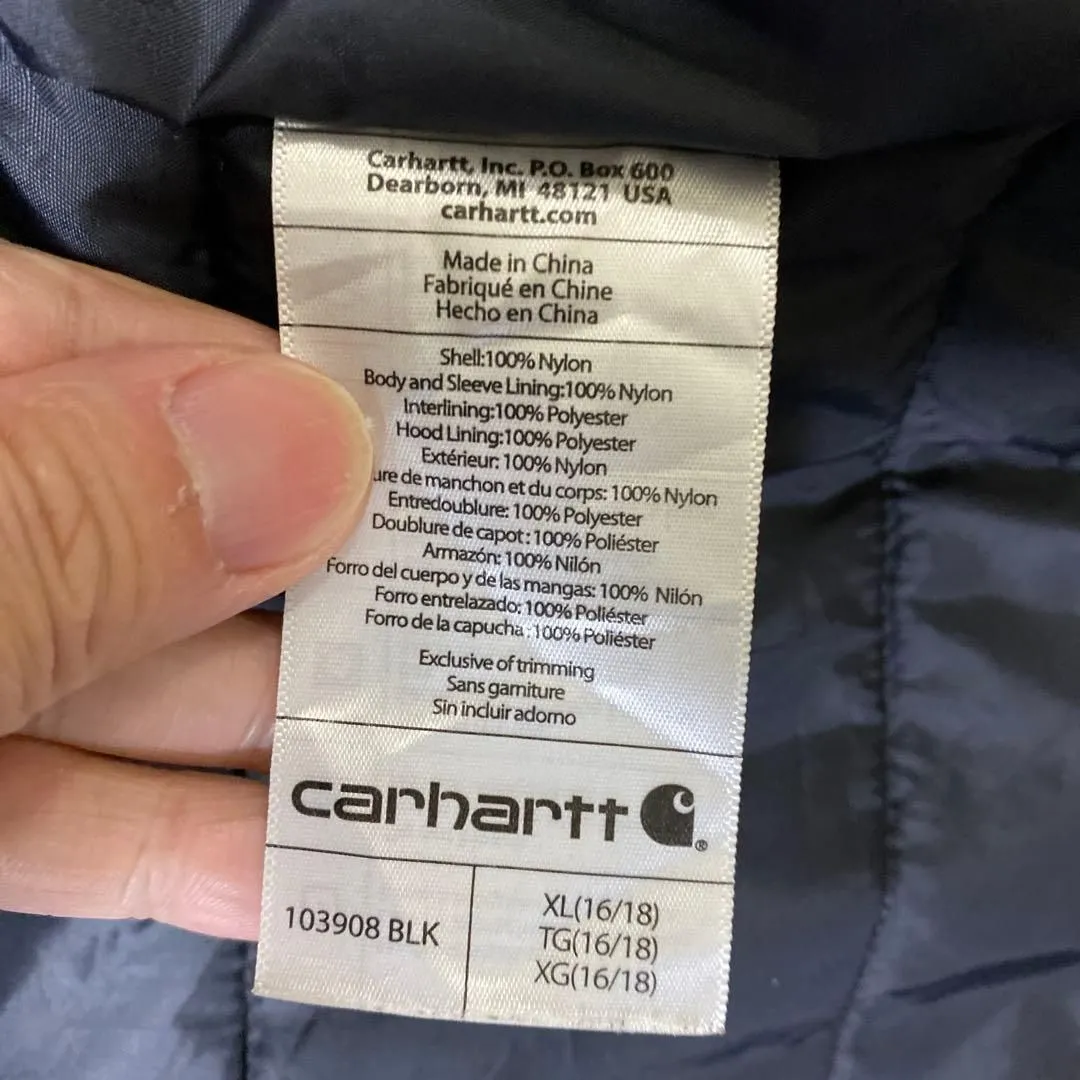 Carhartt, Inc. P.O. Box 600
Dearborn, MI 48121 USA
carhartt.com
Made in China
Fabriqué en Chine
Hecho en China
Shell:100% Nylon
Body and Sleeve Lining:100% Nylon
Interlining:100% Polyester
Hood Lining:100% Polyester
Extérieur: 100% Nylon
ure de manchon et du corps: 100% Nylon
Entredoublure: 100% Polyester
Doublure de capot: 100% Poliéster
Armazón: 100% Nilón
Forro del cuerpo y de las mangas: 100% Nilón
Forro entrelazado: 100% Poliéster
Forro de la capucha: 100% Poliéster
Exclusive of trimming
Sans garniture
Sin incluir adorno
carhartt ®
103908 BLK
XL(16/18)
TG(16/18)
XG(16/18)